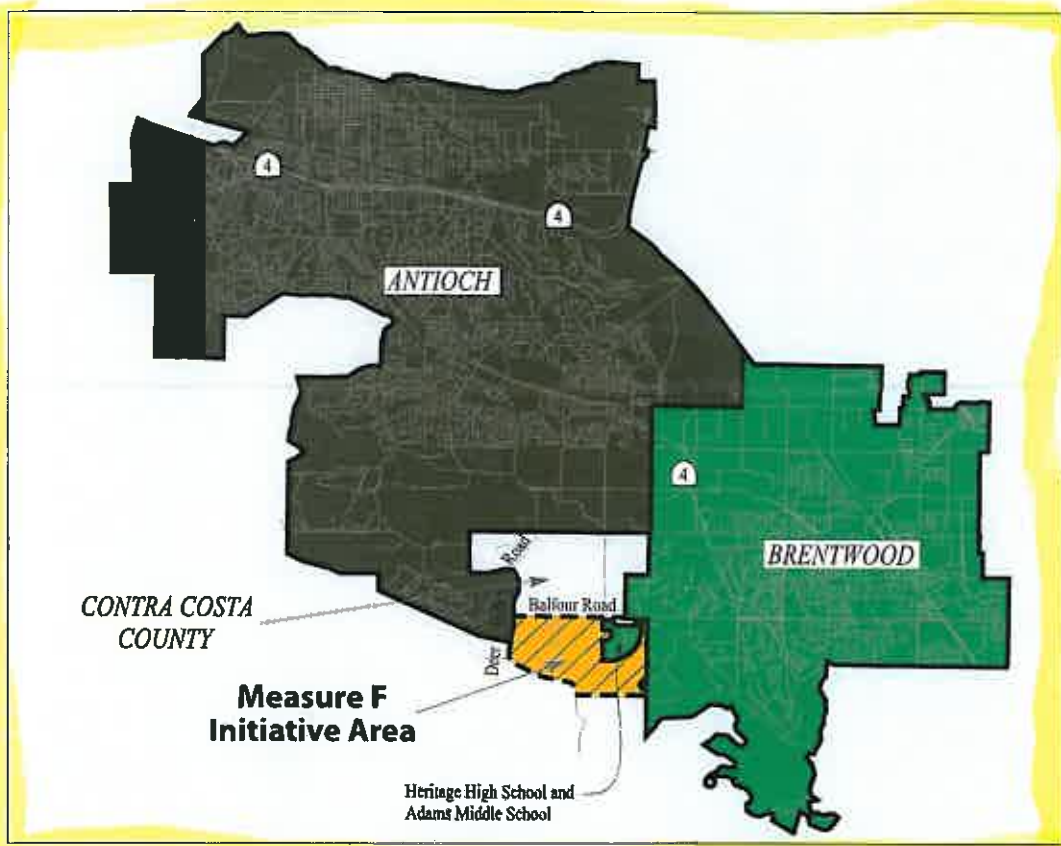 4
4
ANTIOCH
4
BRENTWOOD
Road
Balfour Road
CONTRA COSTA
COUNTY
Deer
Measure F
Initiative Area
Heritage High School and
Adams Middle School